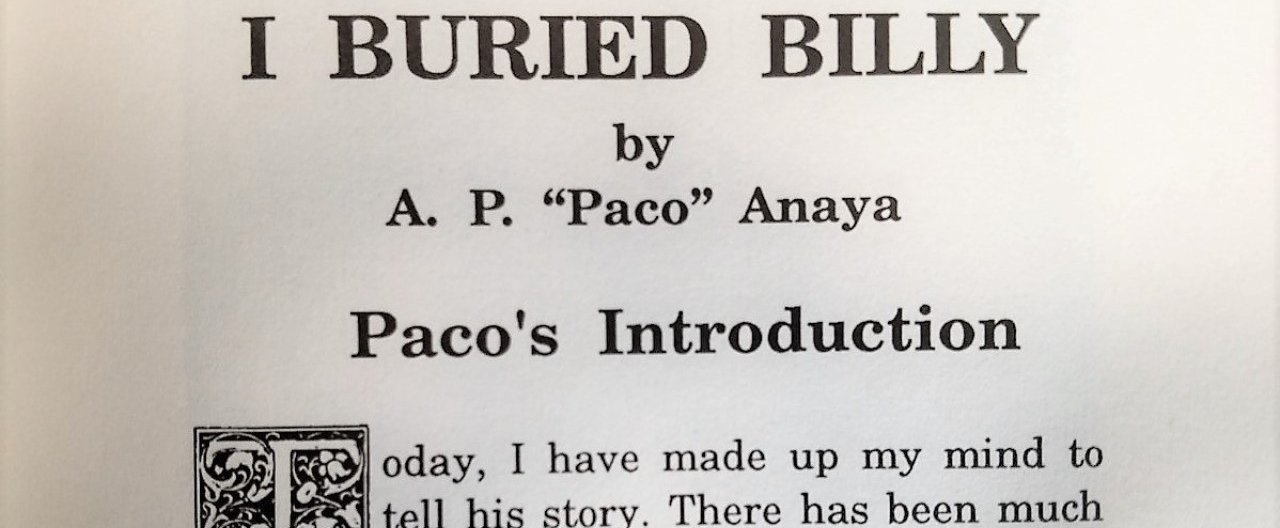 I BURIED BILLY
by
A. P. “Paco” Anaya
Paco's Introduction
Today, I have made up my mind to
tell his story. There has been much